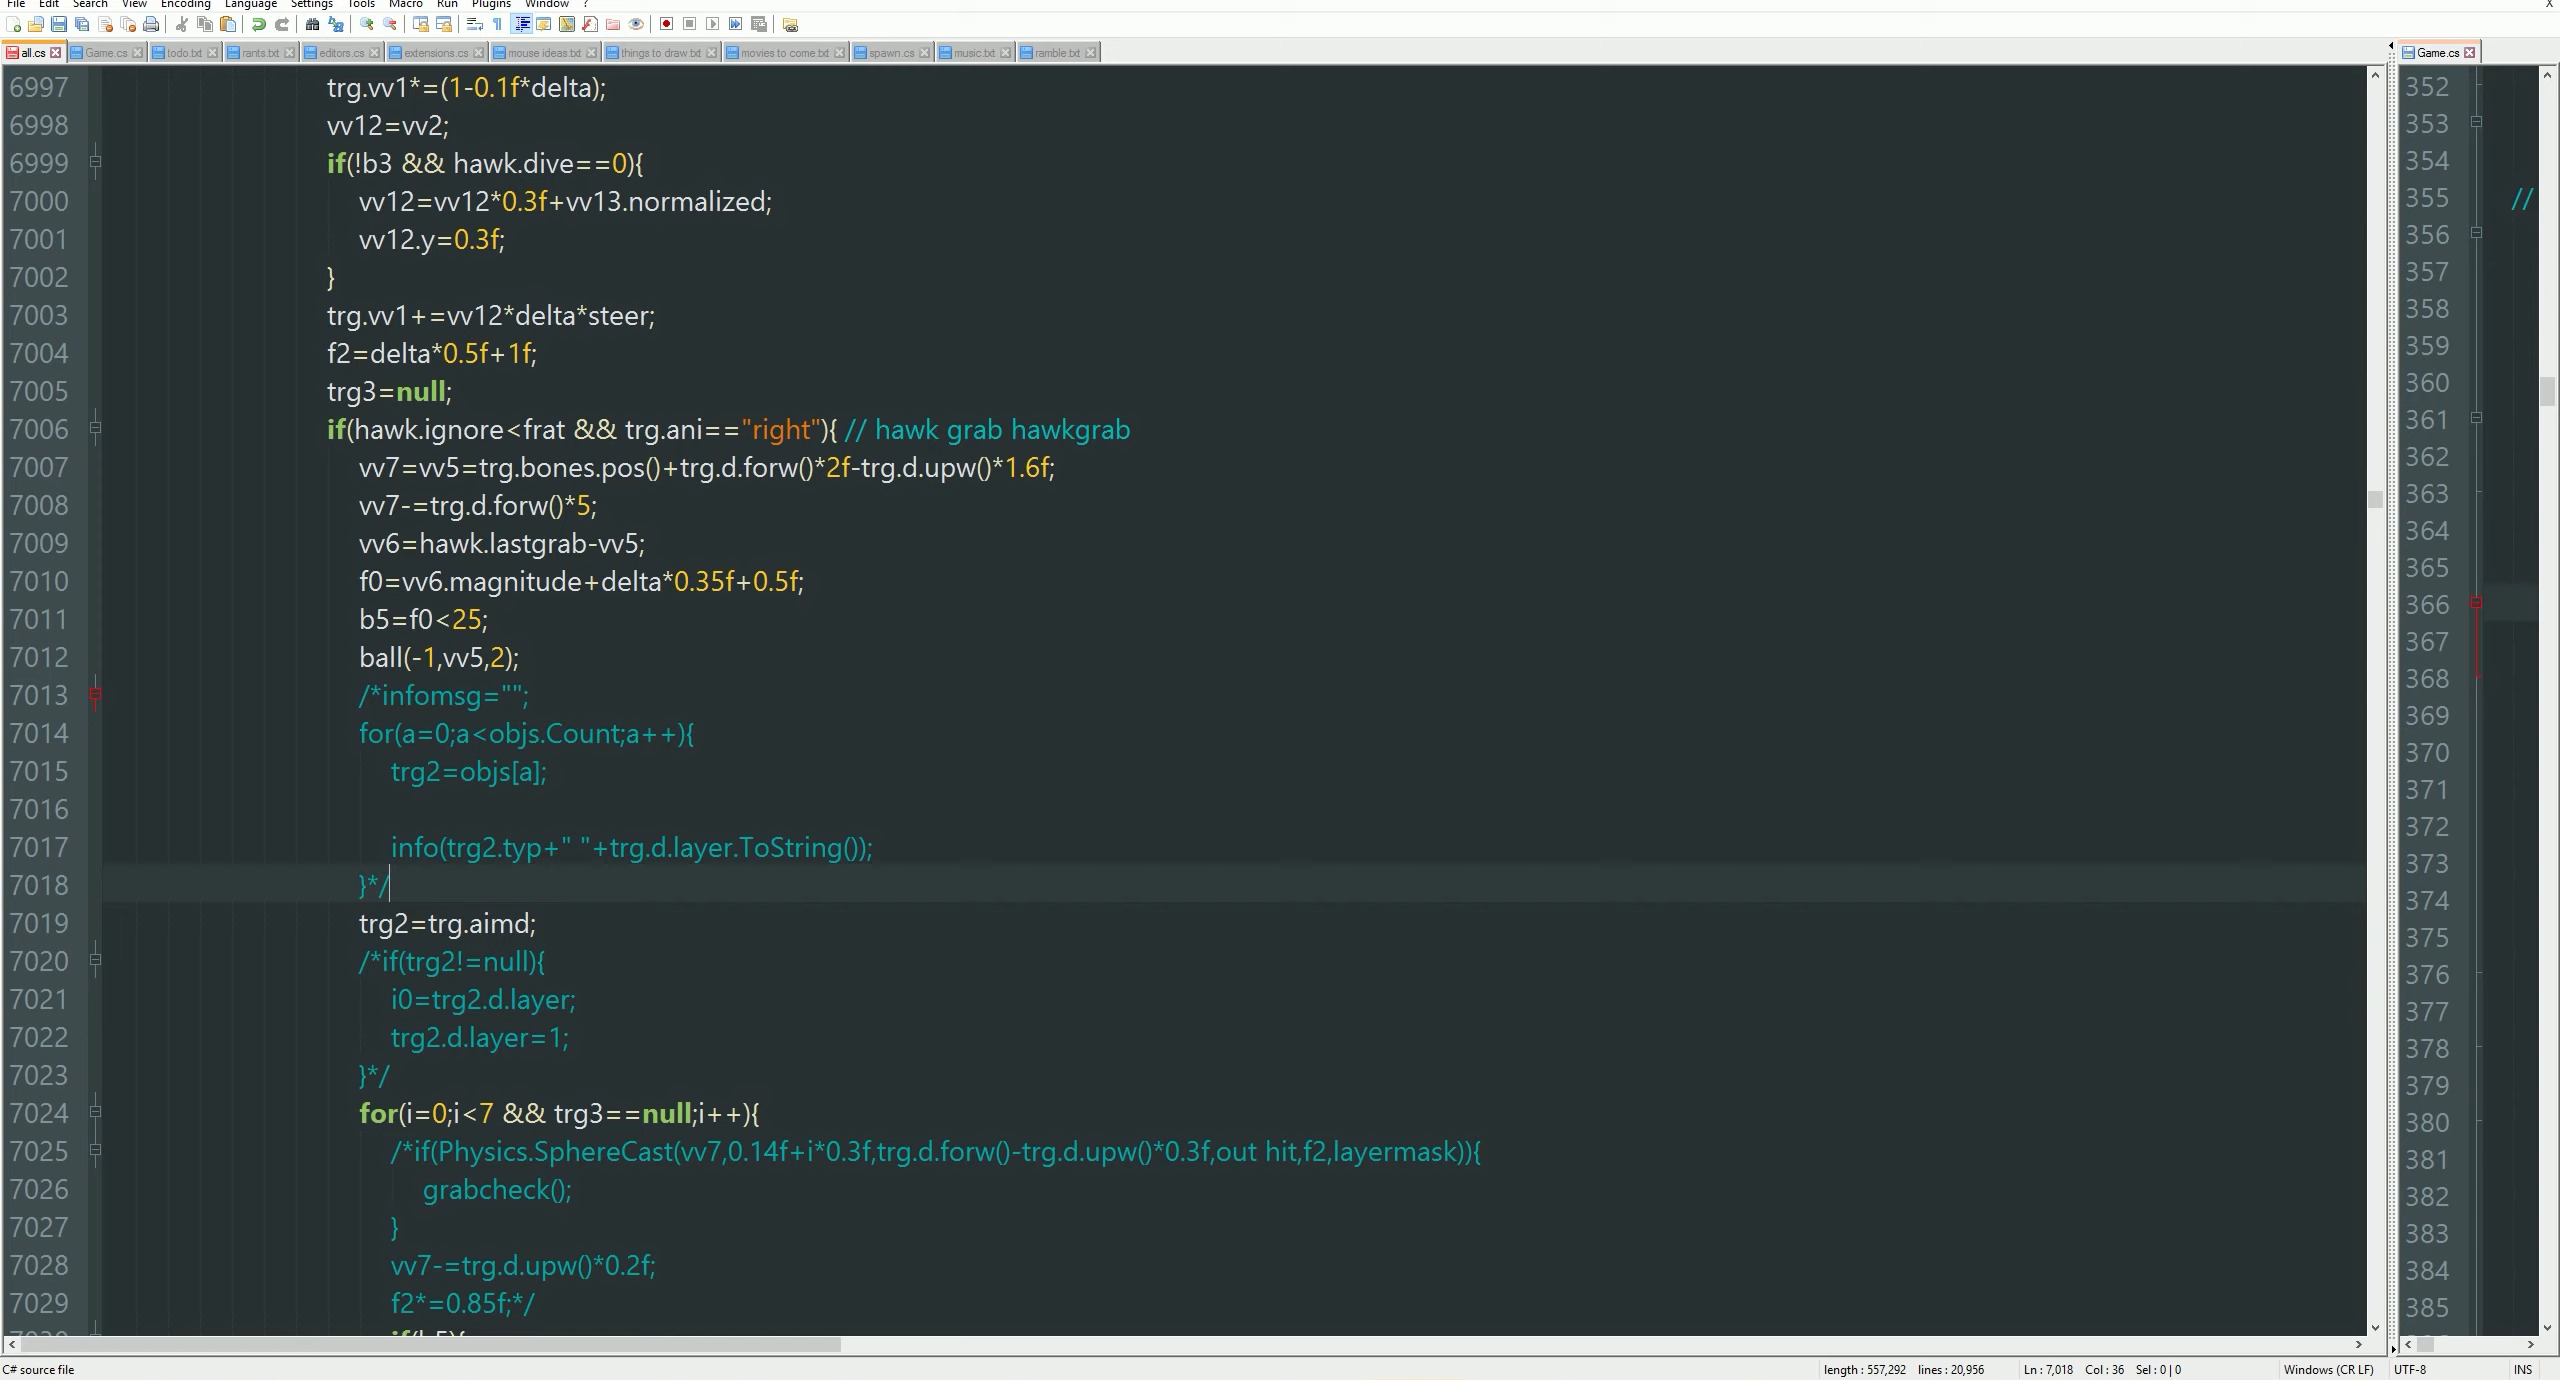 File Edit Search View Encoding Language Settings Tools Macro Run Plugins Window ? X
all.cs Game.cs todo.txt rants.txt editors.cs extensions.cs mouse ideas.txt things to draw.txt movies to come.txt spawn.cs music.txt ramble.txt Game.cs
6997 trg.vv1*=(1-0.1f*delta);
6998 vv12=vv2;
6999 if(!b3 && hawk.dive==0){
7000 vv12=vv12*0.3f+vv13.normalized;
7001 vv12.y=0.3f;
7002 }
7003 trg.vv1+=vv12*delta*steer;
7004 f2=delta*0.5f+1f;
7005 trg3=null;
7006 if(hawk.ignore<frat && trg.ani=="right"){ // hawk grab hawkgrab
7007 vv7=vv5=trg.bones.pos()+trg.d.forw()*2f-trg.d.upw()*1.6f;
7008 vv7-=trg.d.forw()*5;
7009 vv6=hawk.lastgrab-vv5;
7010 f0=vv6.magnitude+delta*0.35f+0.5f;
7011 b5=f0<25;
7012 ball(-1,vv5,2);
7013 /*infomsg="";
7014 for(a=0;a<objs.Count;a++){
7015 trg2=objs[a];
7016
7017 info(trg2.typ+" "+trg.d.layer.ToString());
7018 }*/
7019 trg2=trg.aimd;
7020 /*if(trg2!=null){
7021 i0=trg2.d.layer;
7022 trg2.d.layer=1;
7023 }*/
7024 for(i=0;i<7 && trg3==null;i++){
7025 /*if(Physics.SphereCast(vv7,0.14f+i*0.3f,trg.d.forw()-trg.d.upw()*0.3f,out hit,f2,layermask)){
7026 grabcheck();
7027 }
7028 vv7-=trg.d.upw()*0.2f;
7029 f2*=0.85f;*/
352
353
354
355 //
356
357
358
359
360
361
362
363
364
365
366
367
368
369
370
371
372
373
374
375
376
377
378
379
380
381
382
383
384
385
C# source file length : 557,292 lines : 20,956 Ln : 7,018 Col : 36 Sel : 0 | 0 Windows (CR LF) UTF-8 INS